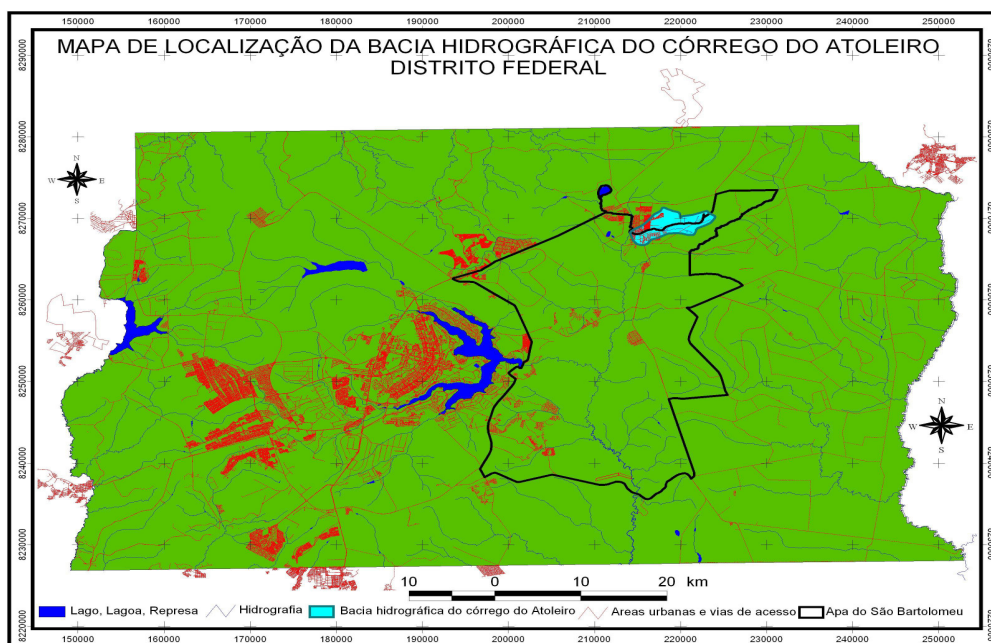 150000 160000 170000 180000 190000 200000 210000 220000 230000 240000 250000
MAPA DE LOCALIZAÇÃO DA BACIA HIDROGRÁFICA DO CÓRREGO DO ATOLEIRO
DISTRITO FEDERAL
8290000
8280000
8270000
8260000
8250000
8240000
8230000
8220000
N
W E
S
N
W E
S
10 0 10 20 km
Lago, Lagoa, Represa
Hidrografia
Bacia hidrográfica do córrego do Atoleiro
Areas urbanas e vias de acesso
Apa do São Bartolomeu
150000 160000 170000 180000 190000 200000 210000 220000 230000 240000 250000